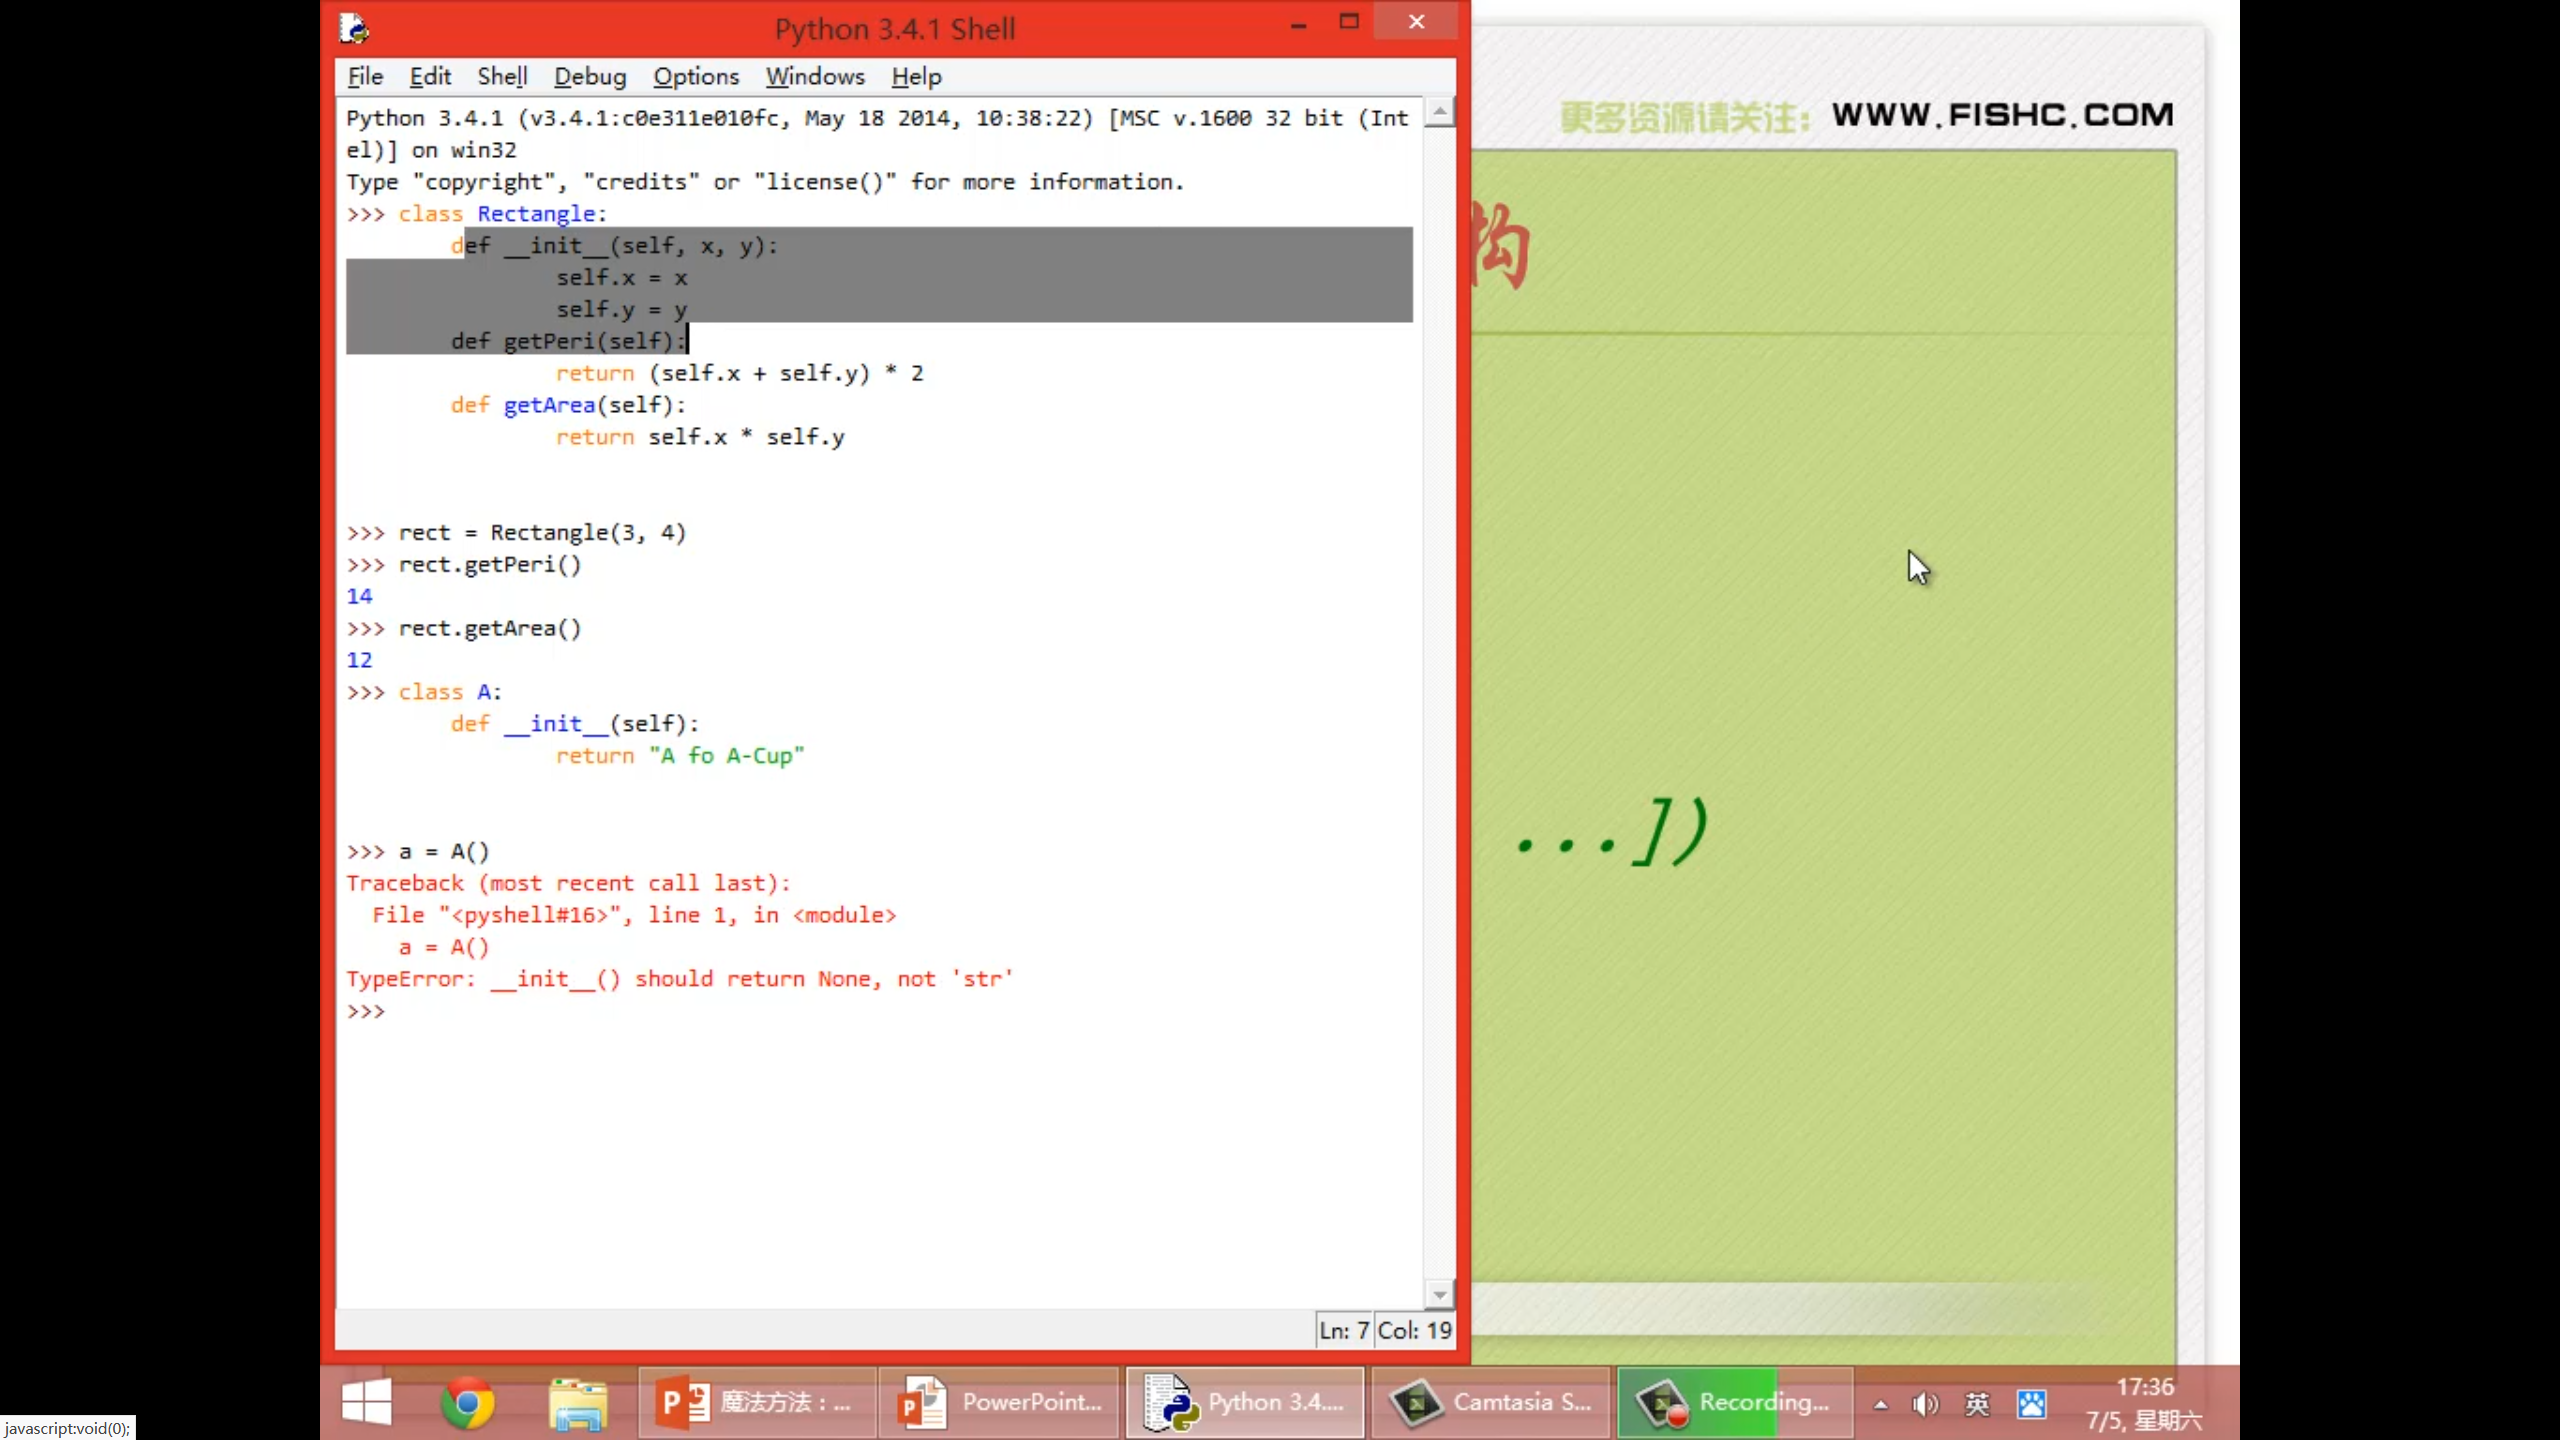 Python 3.4.1 Shell
File Edit Shell Debug Options Windows Help
Python 3.4.1 (v3.4.1:c0e311e010fc, May 18 2014, 10:38:22) [MSC v.1600 32 bit (Int
el)] on win32
Type "copyright", "credits" or "license()" for more information.
>>> class Rectangle:
def __init__(self, x, y):
self.x = x
self.y = y
def getPeri(self):
return (self.x + self.y) * 2
def getArea(self):
return self.x * self.y
>>> rect = Rectangle(3, 4)
>>> rect.getPeri()
14
>>> rect.getArea()
12
>>> class A:
def __init__(self):
return "A fo A-Cup"
>>> a = A()
Traceback (most recent call last):
File "<pyshell#16>", line 1, in <module>
a = A()
TypeError: __init__() should return None, not 'str'
>>>
Ln: 7 Col: 19
更多资源请关注: WWW.FISHC.COM
构
...])
魔法方法：...
PowerPoint...
Python 3.4....
Camtasia S...
Recording...
英
17:36
7/5, 星期六
javascript:void(0);